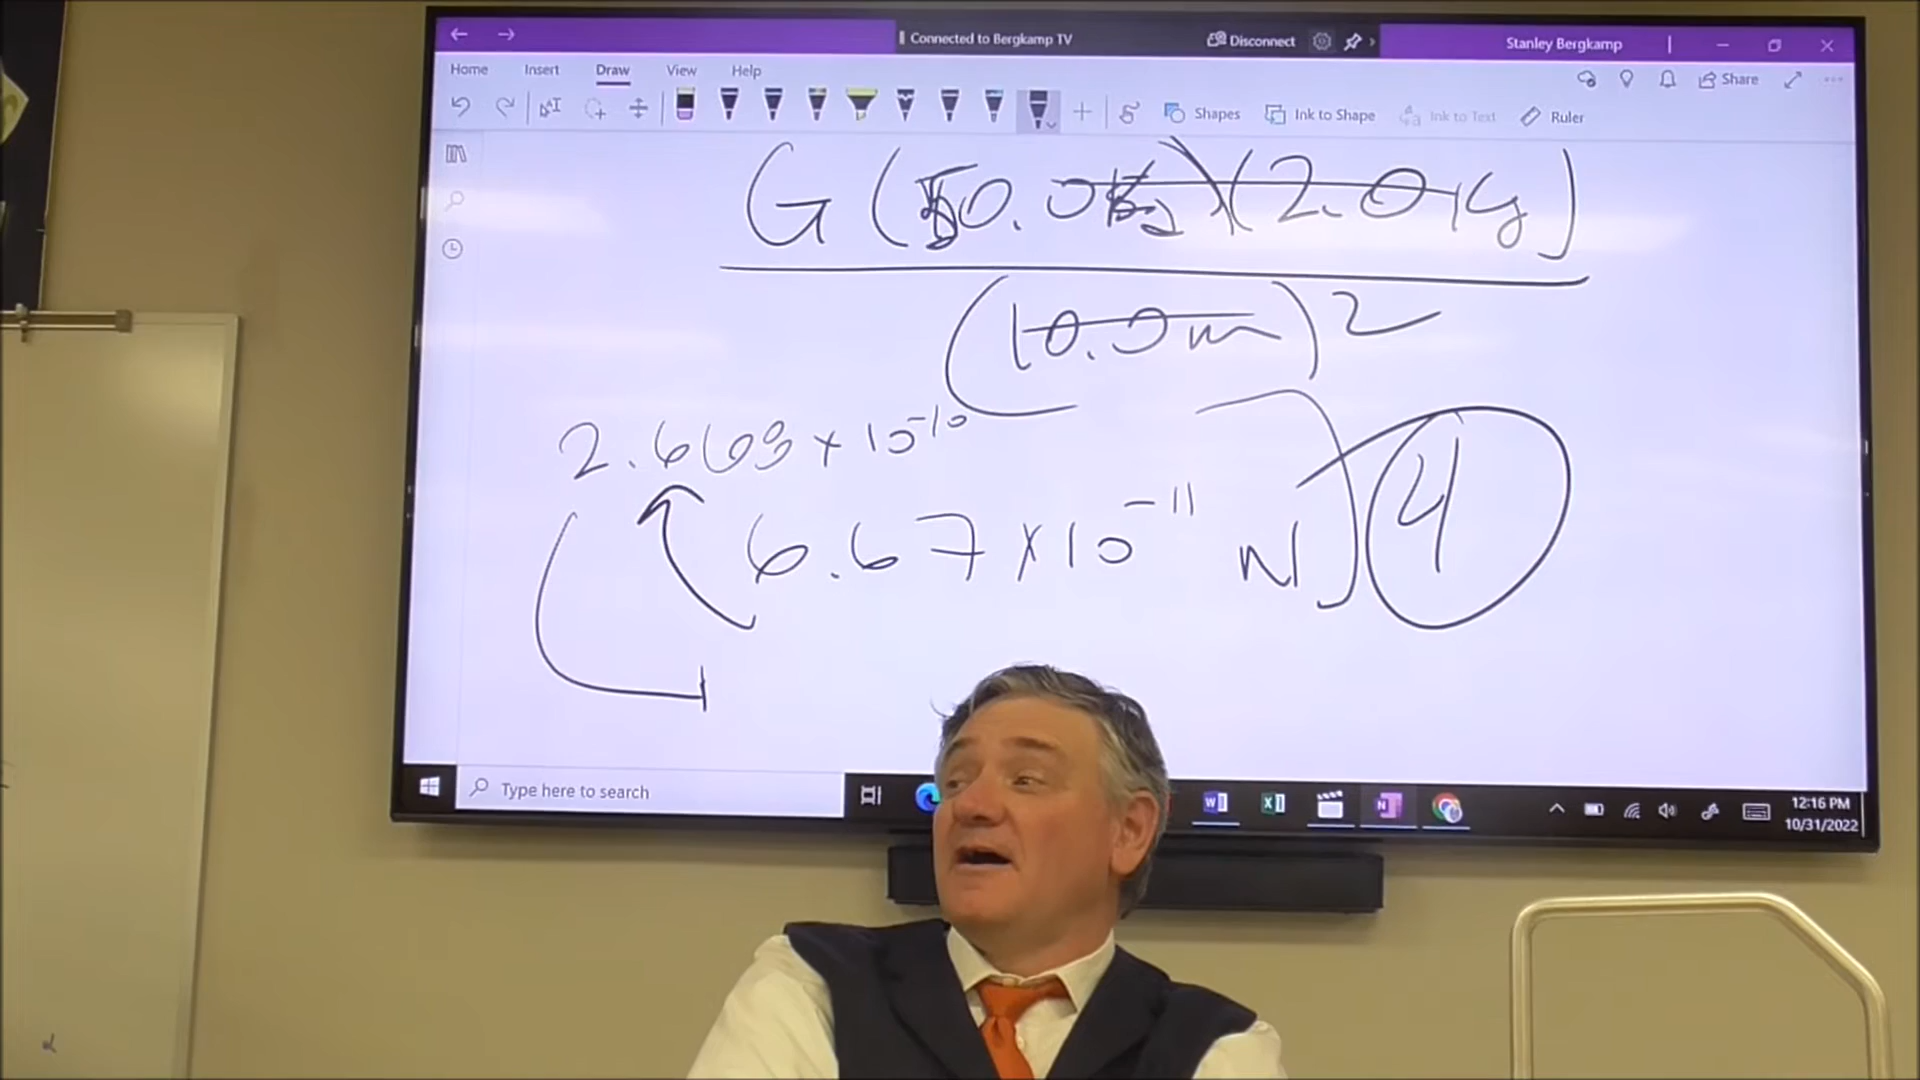 Connected to Bergkamp TV
Disconnect
Stanley Bergkamp
Home Insert Draw View Help
Share
Shapes
Ink to Shape
Ink to Text
Ruler
G (50.0kg)(2.0kg)
(10.0m)²
2.668 × 10⁻¹⁰
6.67 × 10⁻¹¹ N
4
Type here to search
12:16 PM
10/31/2022